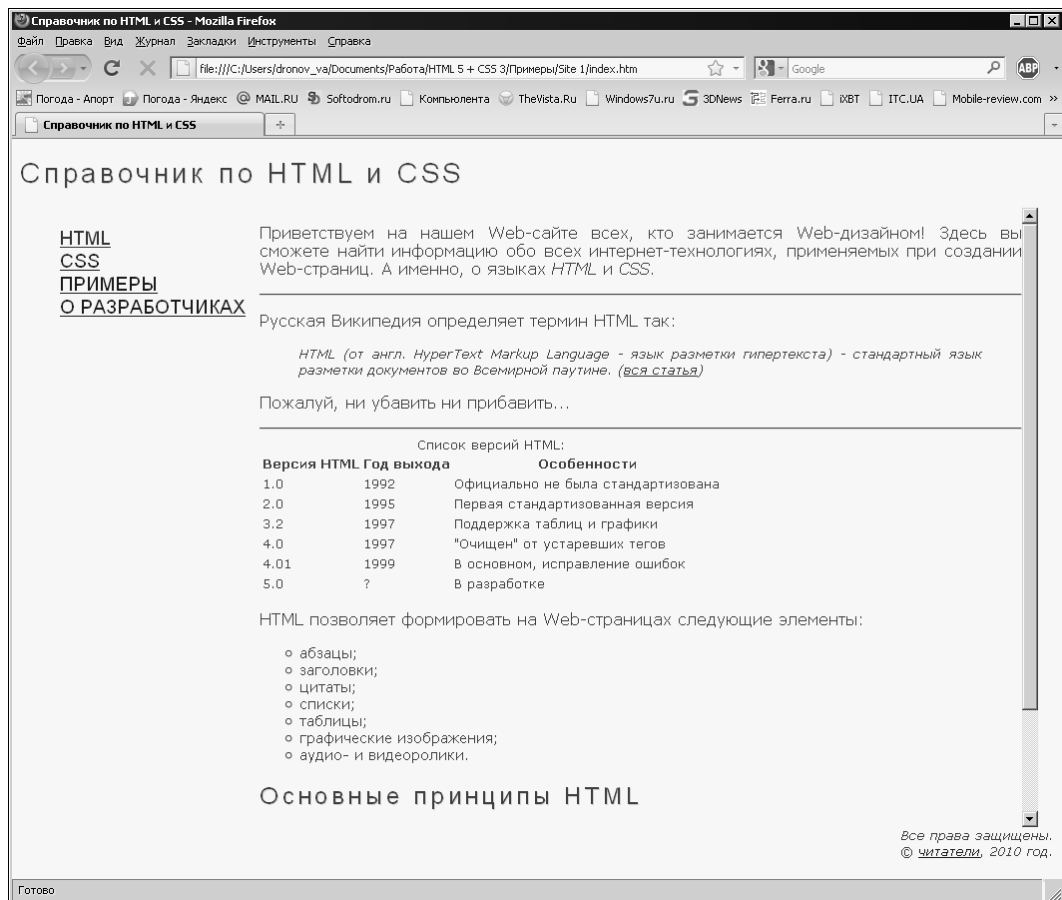 Справочник по HTML и CSS - Mozilla Firefox
Файл Правка Вид Журнал Закладки Инструменты Справка
file:///C:/Users/dronov_va/Documents/Работа/HTML 5 + CSS 3/Примеры/Site 1/index.htm Google ABP
Погода - Апорт Погода - Яндекс MAIL.RU Softodrom.ru Компьюлента TheVista.Ru Windows7u.ru 3DNews Ferra.ru iXBT ITC.UA Mobile-review.com »
Справочник по HTML и CSS
Справочник по HTML и CSS
HTML
CSS
ПРИМЕРЫ
О РАЗРАБОТЧИКАХ
Приветствуем на нашем Web-сайте всех, кто занимается Web-дизайном! Здесь вы
сможете найти информацию обо всех интернет-технологиях, применяемых при создании
Web-страниц. А именно, о языках HTML и CSS.
Русская Википедия определяет термин HTML так:
HTML (от англ. HyperText Markup Language - язык разметки гипертекста) - стандартный язык
разметки документов во Всемирной паутине. (вся статья)
Пожалуй, ни убавить ни прибавить...
Список версий HTML:
Версия HTML Год выхода Особенности
1.0 1992 Официально не была стандартизована
2.0 1995 Первая стандартизованная версия
3.2 1997 Поддержка таблиц и графики
4.0 1997 "Очищен" от устаревших тегов
4.01 1999 В основном, исправление ошибок
5.0 ? В разработке
HTML позволяет формировать на Web-страницах следующие элементы:
абзацы;
заголовки;
цитаты;
списки;
таблицы;
графические изображения;
аудио- и видеоролики.
Основные принципы HTML
Все права защищены.
© читатели, 2010 год.
Готово